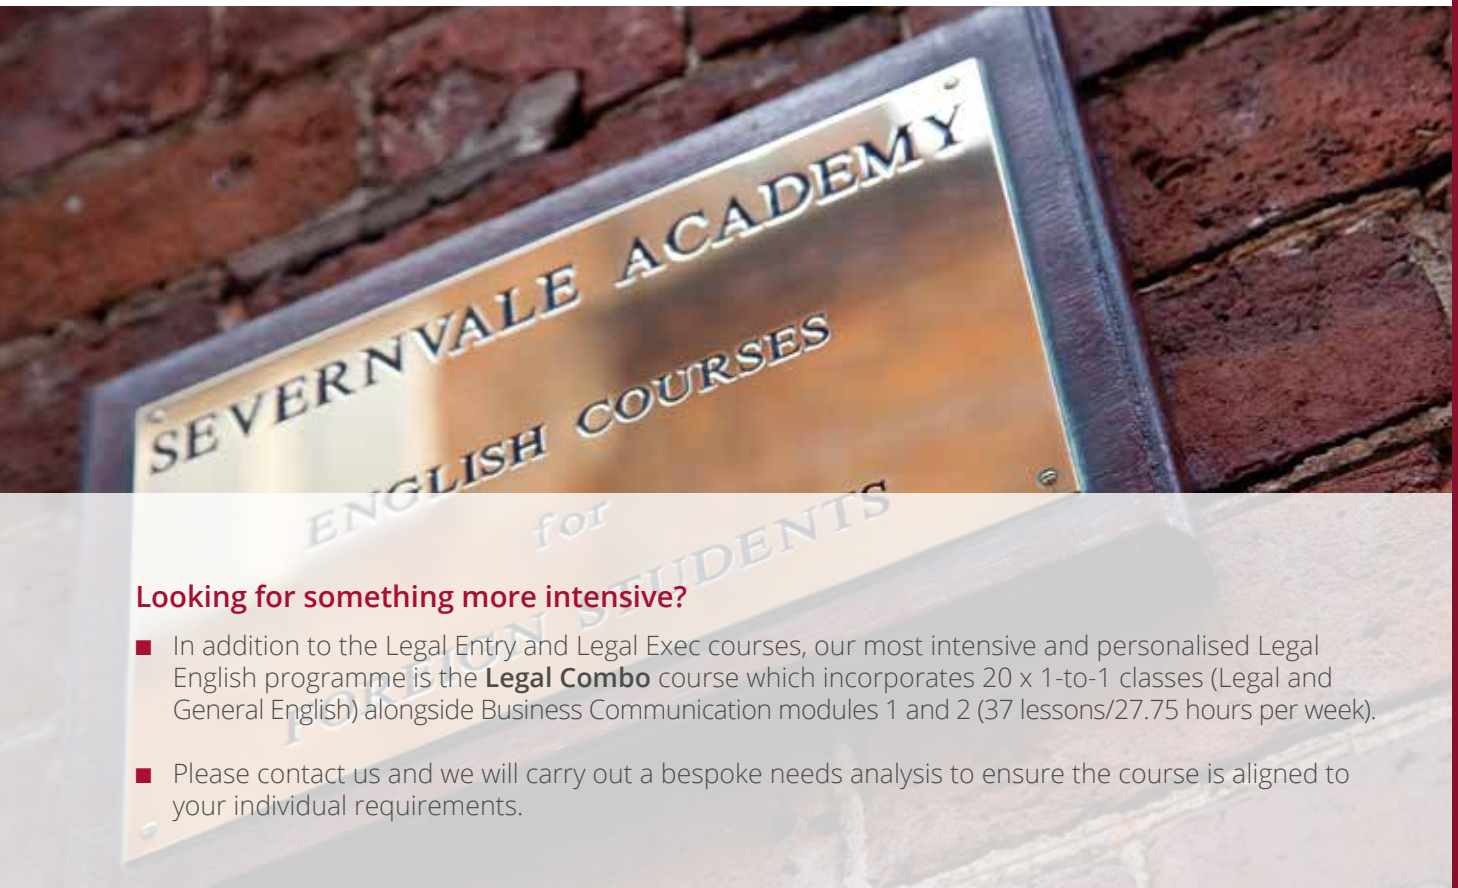 SEVERNVALE ACADEMY
ENGLISH COURSES
for
FOREIGN STUDENTS
Looking for something more intensive?
■ In addition to the Legal Entry and Legal Exec courses, our most intensive and personalised Legal
English programme is the Legal Combo course which incorporates 20 x 1-to-1 classes (Legal and
General English) alongside Business Communication modules 1 and 2 (37 lessons/27.75 hours per week).
■ Please contact us and we will carry out a bespoke needs analysis to ensure the course is aligned to
your individual requirements.